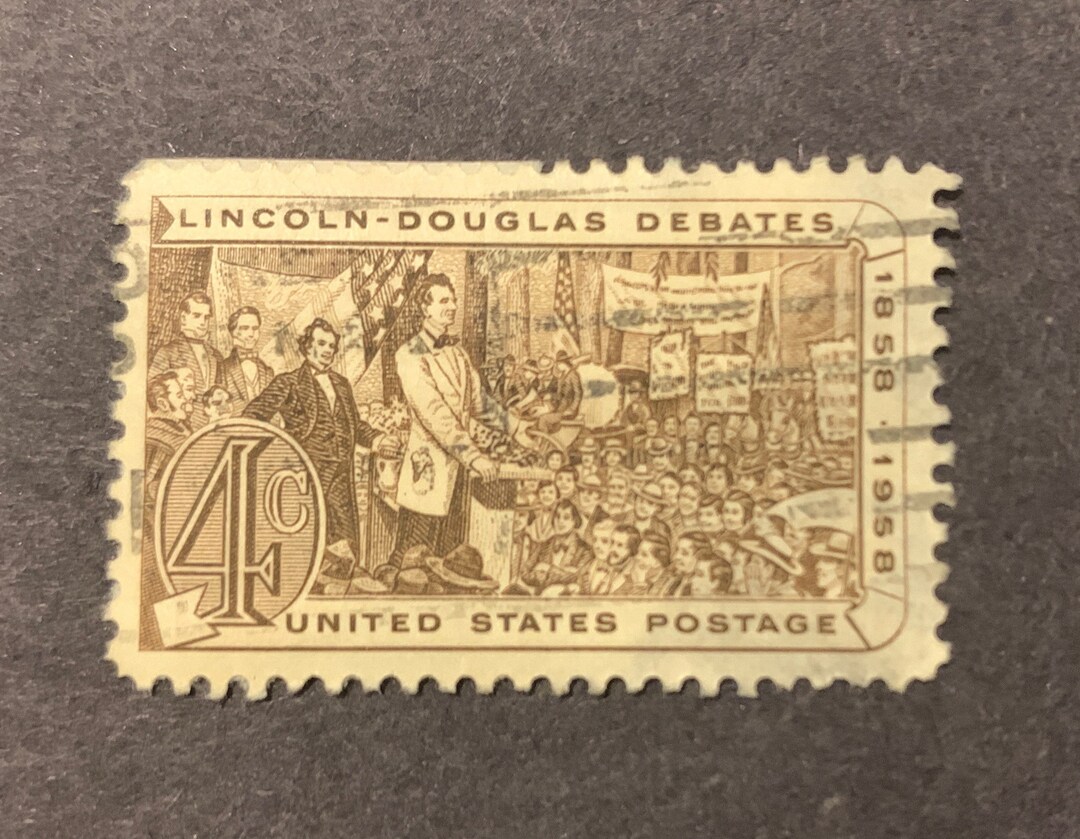 LINCOLN-DOUGLAS DEBATES
1858·1958
4c
UNITED STATES POSTAGE